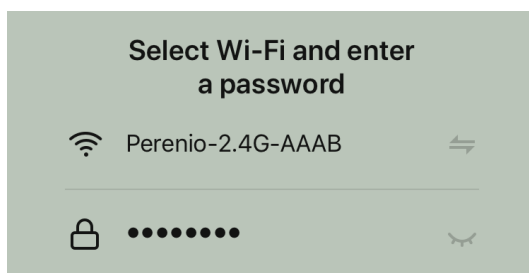 Select Wi-Fi and enter
a password
Perenio-2.4G-AAAB
••••••••